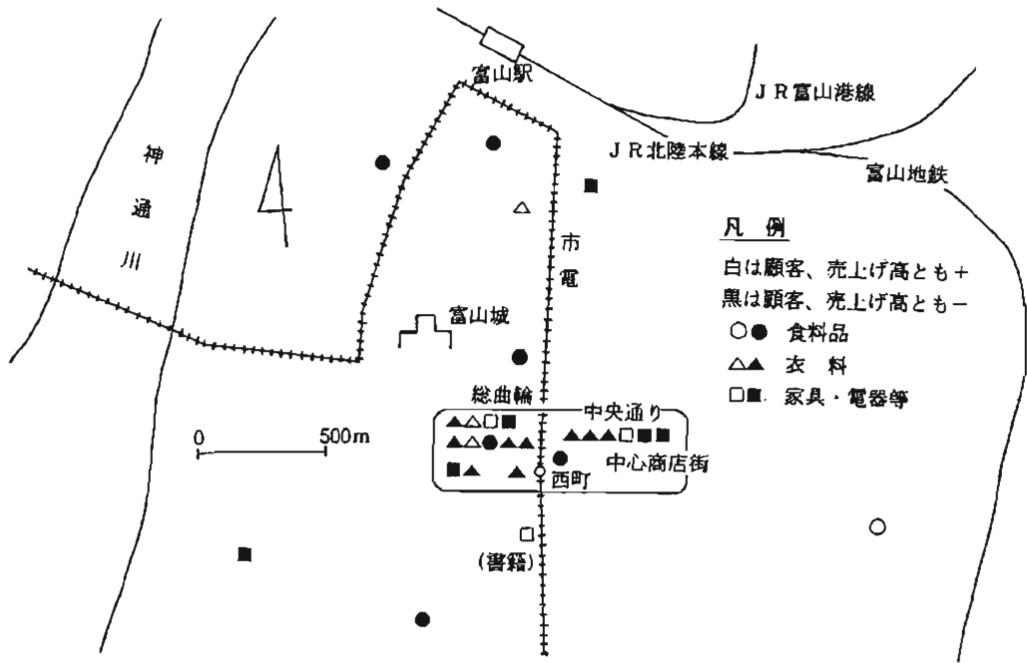 富山駅
JR富山港線
JR北陸本線
富山地鉄
神通川
市電
凡例
白は顧客、売上げ高とも+
黒は顧客、売上げ高とも−
○● 食料品
△▲ 衣料
□■ 家具・電器等
富山城
総曲輪
中央通り
中心商店街
西町
0 500m
(書籍)